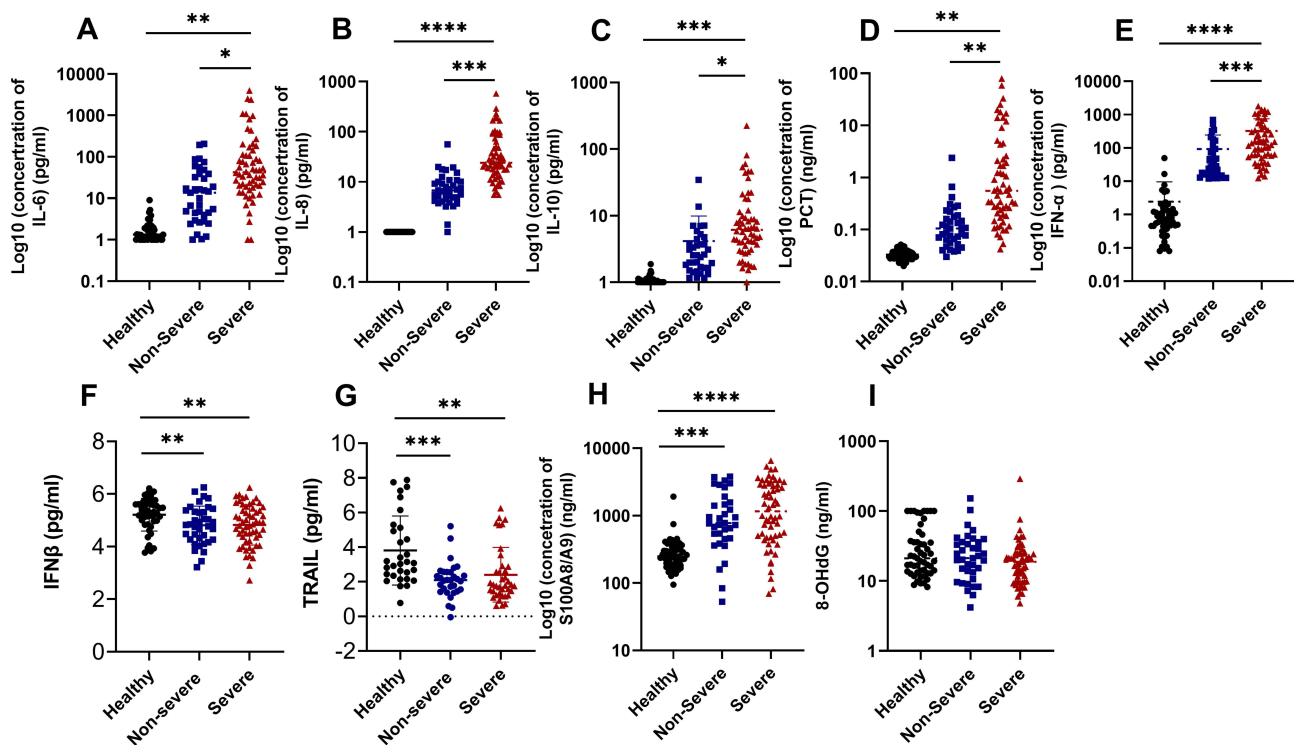 A
**
*
Log10 (concertration of
IL-6) (pg/ml)
10000
1000
100
10
1
0.1
Healthy
Non-Severe
Severe
B
****
***
Log10 (concetration of
IL-8) (pg/ml)
1000
100
10
1
0.1
Healthy
Non-Severe
Severe
C
***
*
Log10 (concetration of
IL-10) (pg/ml)
1000
100
10
1
Healthy
Non-Severe
Severe
D
**
**
Log10 (concetration of
PCT) (ng/ml)
100
10
1
0.1
0.01
Healthy
Non-Severe
Severe
E
****
***
Log10 (concetration of
IFN-α ) (pg/ml)
10000
1000
100
10
1
0.1
0.01
Healthy
Non-Severe
Severe
F
**
**
IFNβ (pg/ml)
8
6
4
2
0
Healthy
Non-severe
Severe
G
**
***
TRAIL (pg/ml)
10
8
6
4
2
0
-2
Healthy
Non-severe
Severe
H
****
***
Log10 (concetration of
S100A8/A9) (ng/ml)
10000
1000
100
10
Healthy
Non-severe
Severe
I
8-OHdG (ng/ml)
1000
100
10
1
Healthy
Non-severe
Severe